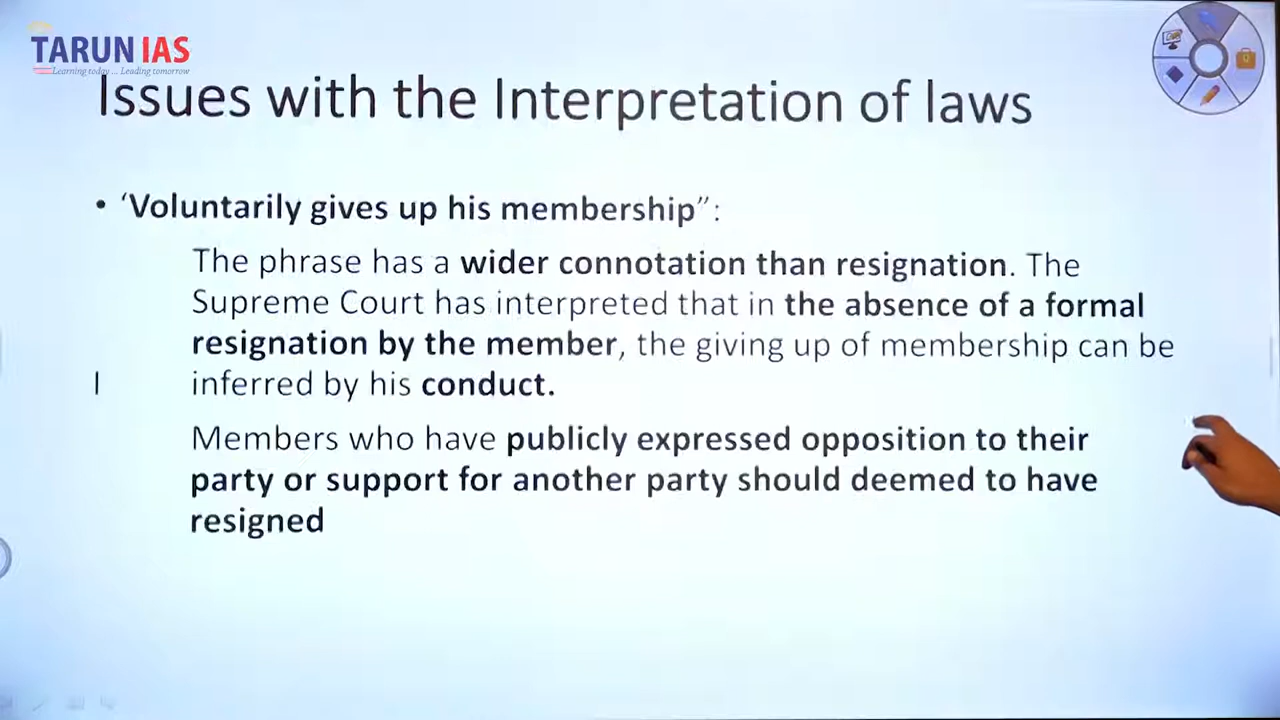 TARUN IAS
Learning today ... Leading tomorrow
Issues with the Interpretation of laws
• ‘Voluntarily gives up his membership”:
The phrase has a wider connotation than resignation. The
Supreme Court has interpreted that in the absence of a formal
resignation by the member, the giving up of membership can be
inferred by his conduct.
Members who have publicly expressed opposition to their
party or support for another party should deemed to have
resigned